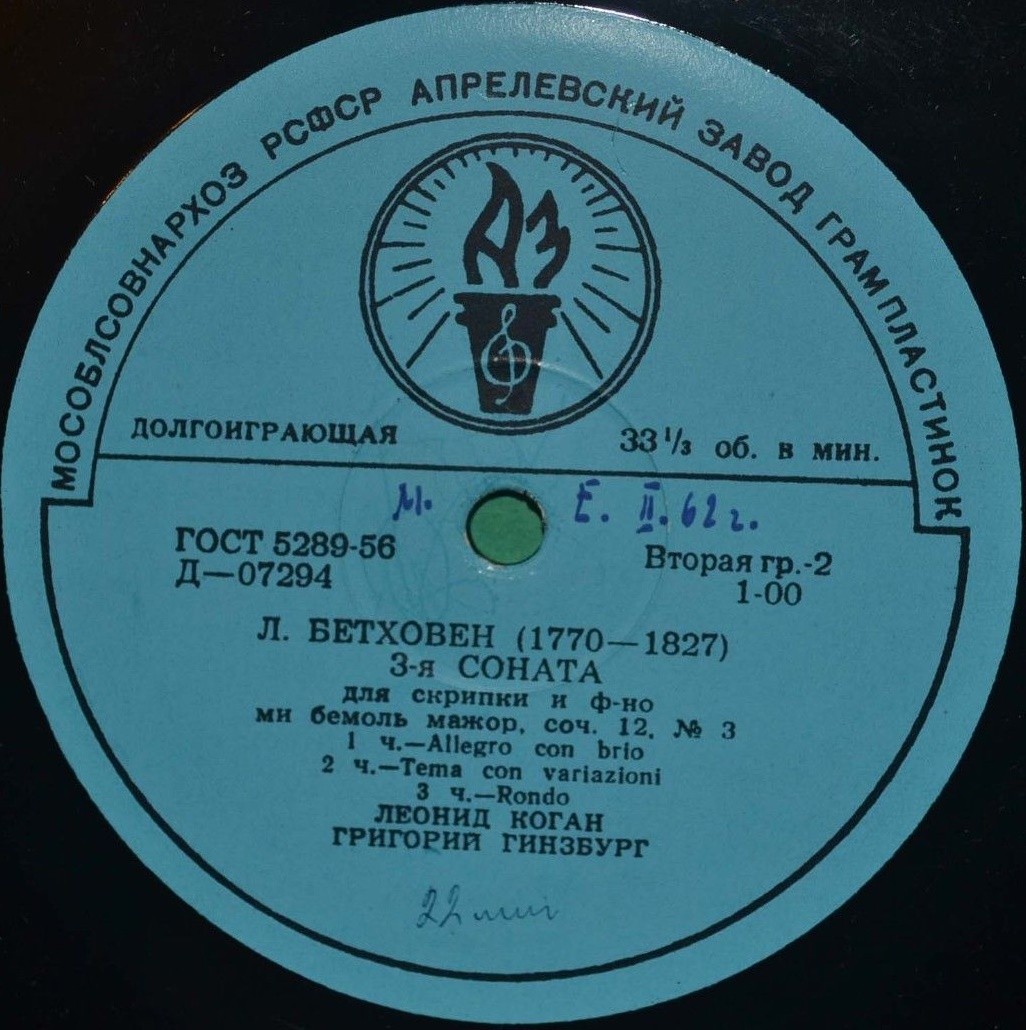 МОСОБЛСОВНАРХОЗ РСФСР АПРЕЛЕВСКИЙ ЗАВОД ГРАМПЛАСТИНОК
АЗ
ДОЛГОИГРАЮЩАЯ 33 1/3 об. в мин.
М. Е. II. 62 г.
ГОСТ 5289-56 Вторая гр.-2
Д—07294 1-00
Л. БЕТХОВЕН (1770—1827)
3-я СОНАТА
для скрипки и ф-но
ми бемоль мажор, соч. 12, № 3
1 ч.—Allegro con brio
2 ч.—Tema con variazioni
3 ч.—Rondo
ЛЕОНИД КОГАН
ГРИГОРИЙ ГИНЗБУРГ
22 мин